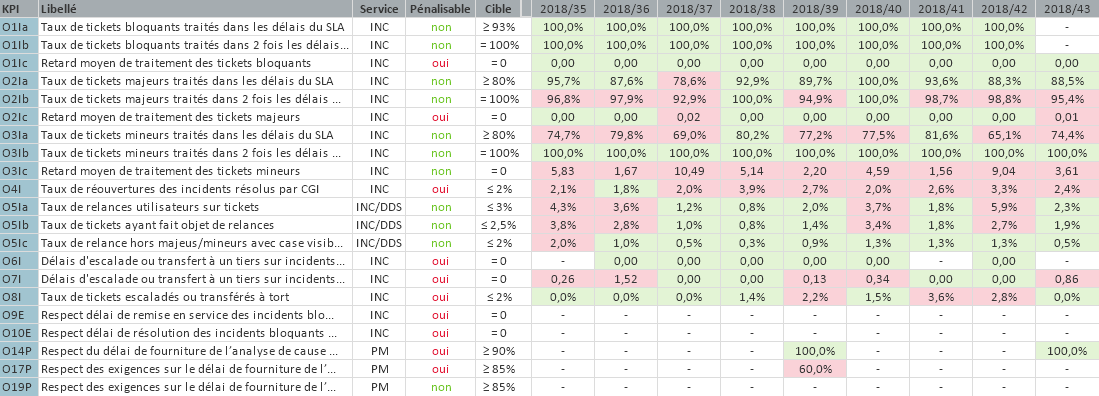 KPI Libellé Service Pénalisable Cible 2018/35 2018/36 2018/37 2018/38 2018/39 2018/40 2018/41 2018/42 2018/43
O1Ia Taux de tickets bloquants traités dans les délais du SLA INC non ≥ 93% 100,0% 100,0% 100,0% 100,0% 100,0% 100,0% 100,0% 100,0% -
O1Ib Taux de tickets bloquants traités dans 2 fois les délais... INC non = 100% 100,0% 100,0% 100,0% 100,0% 100,0% 100,0% 100,0% 100,0% -
O1Ic Retard moyen de traitement des tickets bloquants INC oui = 0 0,00 0,00 0,00 0,00 0,00 0,00 0,00 0,00 0,00
O2Ia Taux de tickets majeurs traités dans les délais du SLA INC non ≥ 80% 95,7% 87,6% 78,6% 92,9% 89,7% 100,0% 93,6% 88,3% 88,5%
O2Ib Taux de tickets majeurs traités dans 2 fois les délais ... INC non = 100% 96,8% 97,9% 92,9% 100,0% 94,9% 100,0% 98,7% 98,8% 95,4%
O2Ic Retard moyen de traitement des tickets majeurs INC oui = 0 0,00 0,00 0,02 0,00 0,00 0,00 0,00 0,00 0,01
O3Ia Taux de tickets mineurs traités dans les délais du SLA INC non ≥ 80% 74,7% 79,8% 69,0% 80,2% 77,2% 77,5% 81,6% 65,1% 74,4%
O3Ib Taux de tickets mineurs traités dans 2 fois les délais ... INC non = 100% 100,0% 100,0% 100,0% 100,0% 100,0% 100,0% 100,0% 100,0% 100,0%
O3Ic Retard moyen de traitement des tickets mineurs INC non = 0 5,83 1,67 10,49 5,14 2,20 4,59 1,56 9,04 3,61
O4I Taux de réouvertures des incidents résolus par CGI INC oui ≤ 2% 2,1% 1,8% 2,0% 3,9% 2,7% 2,0% 2,6% 3,3% 2,4%
O5Ia Taux de relances utilisateurs sur tickets INC/DDS non ≤ 3% 4,3% 3,6% 1,2% 0,8% 2,0% 3,7% 1,8% 5,9% 2,3%
O5Ib Taux de tickets ayant fait objet de relances INC/DDS non ≤ 2,5% 3,8% 2,8% 1,0% 0,8% 1,4% 3,4% 1,8% 2,7% 1,9%
O5Ic Taux de relance hors majeus/mineurs avec case visib... INC/DDS non ≤ 2% 2,0% 1,0% 0,5% 0,3% 0,9% 1,3% 1,3% 1,3% 0,5%
O6I Délais d'escalade ou transfert à un tiers sur incidents... INC oui = 0 - 0,00 0,00 0,00 0,00 0,00 - 0,00 -
O7I Délais d'escalade ou transfert à un tiers sur incidents... INC oui = 0 0,26 1,52 0,00 0,00 0,13 0,34 0,00 0,00 0,86
O8I Taux de tickets escaladés ou transférés à tort INC oui ≤ 2% 0,0% 0,0% 0,0% 1,4% 2,2% 1,5% 3,6% 2,8% 0,0%
O9E Respect délai de remise en service des incidents blo... INC oui = 0 - - - - - - - - -
O10E Respect délai de résolution des incidents bloquants ... INC oui = 0 - - - - - - - - -
O14P Respect du délai de fourniture de l'analyse de cause ... PM oui ≥ 90% - - - - 100,0% - - - 100,0%
O17P Respect des exigences sur le délai de fourniture de l'... PM oui ≥ 85% - - - - 60,0% - - - -
O19P Respect des exigences sur le délai de fourniture de l'... PM non ≥ 85% - - - - - - - - -